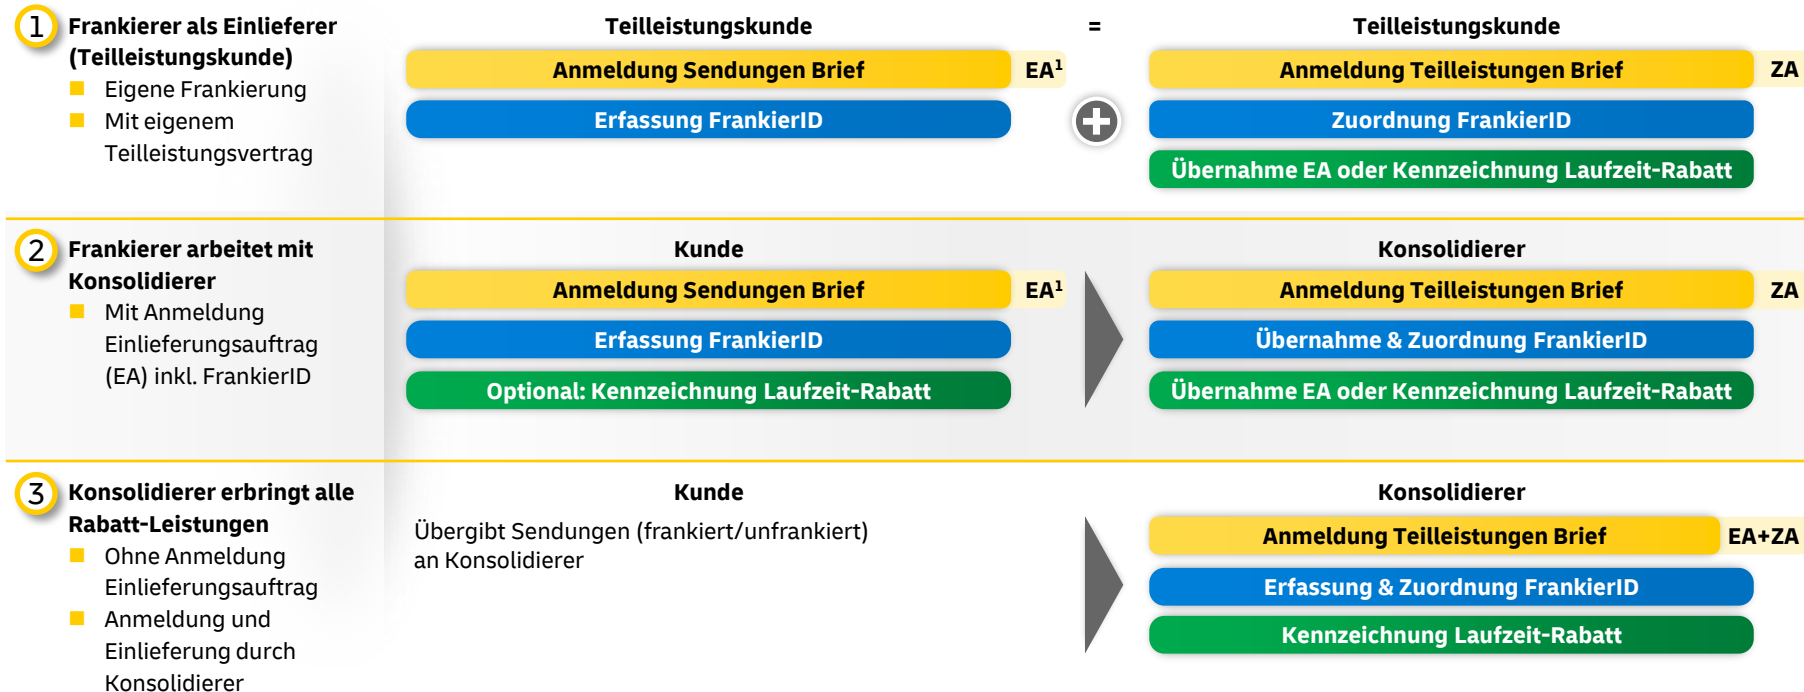 1
Frankierer als Einlieferer
(Teilleistungskunde)
Eigene Frankierung
Mit eigenem
Teilleistungsvertrag
Teilleistungskunde
=
Teilleistungskunde
Anmeldung Sendungen Brief
EA¹
Anmeldung Teilleistungen Brief
ZA
Erfassung FrankierID
Zuordnung FrankierID
Übernahme EA oder Kennzeichnung Laufzeit-Rabatt
2
Frankierer arbeitet mit
Konsolidierer
Mit Anmeldung
Einlieferungsauftrag
(EA) inkl. FrankierID
Kunde
Konsolidierer
Anmeldung Sendungen Brief
EA¹
Anmeldung Teilleistungen Brief
ZA
Erfassung FrankierID
Übernahme & Zuordnung FrankierID
Optional: Kennzeichnung Laufzeit-Rabatt
Übernahme EA oder Kennzeichnung Laufzeit-Rabatt
3
Konsolidierer erbringt alle
Rabatt-Leistungen
Ohne Anmeldung
Einlieferungsauftrag
Anmeldung und
Einlieferung durch
Konsolidierer
Kunde
Übergibt Sendungen (frankiert/unfrankiert)
an Konsolidierer
Konsolidierer
Anmeldung Teilleistungen Brief
EA+ZA
Erfassung & Zuordnung FrankierID
Kennzeichnung Laufzeit-Rabatt